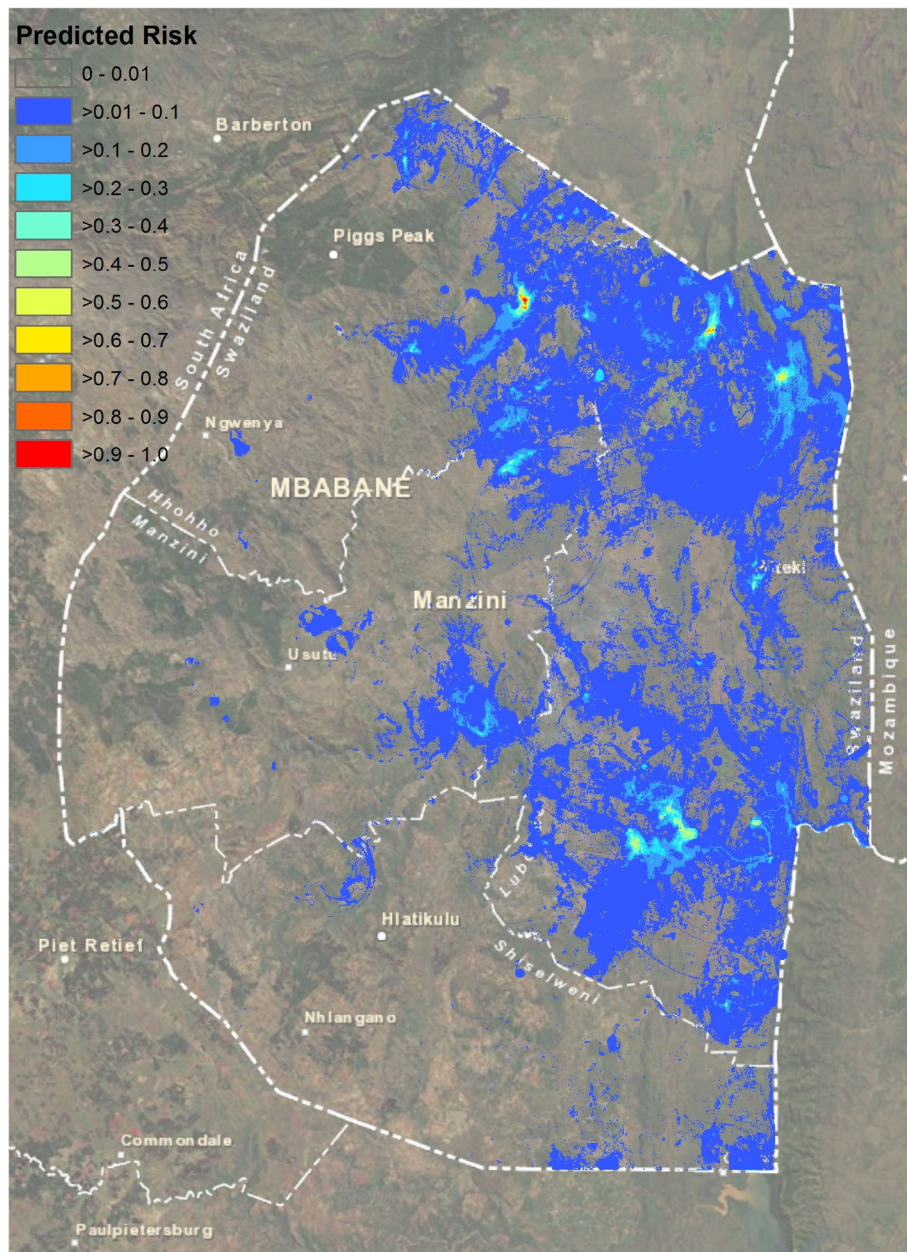 Predicted Risk
0 - 0.01
>0.01 - 0.1
>0.1 - 0.2
>0.2 - 0.3
>0.3 - 0.4
>0.4 - 0.5
>0.5 - 0.6
>0.6 - 0.7
>0.7 - 0.8
>0.8 - 0.9
>0.9 - 1.0
Barberton
Piggs Peak
South Africa
Swaziland
Ngwenya
MBABANE
Hhohho
Manzini
Manzini
Usutu
Swaziland
Mozambique
Hlatikulu
Piet Retief
Shiselweni
Nhlangano
Commondale
Paulpietersburg